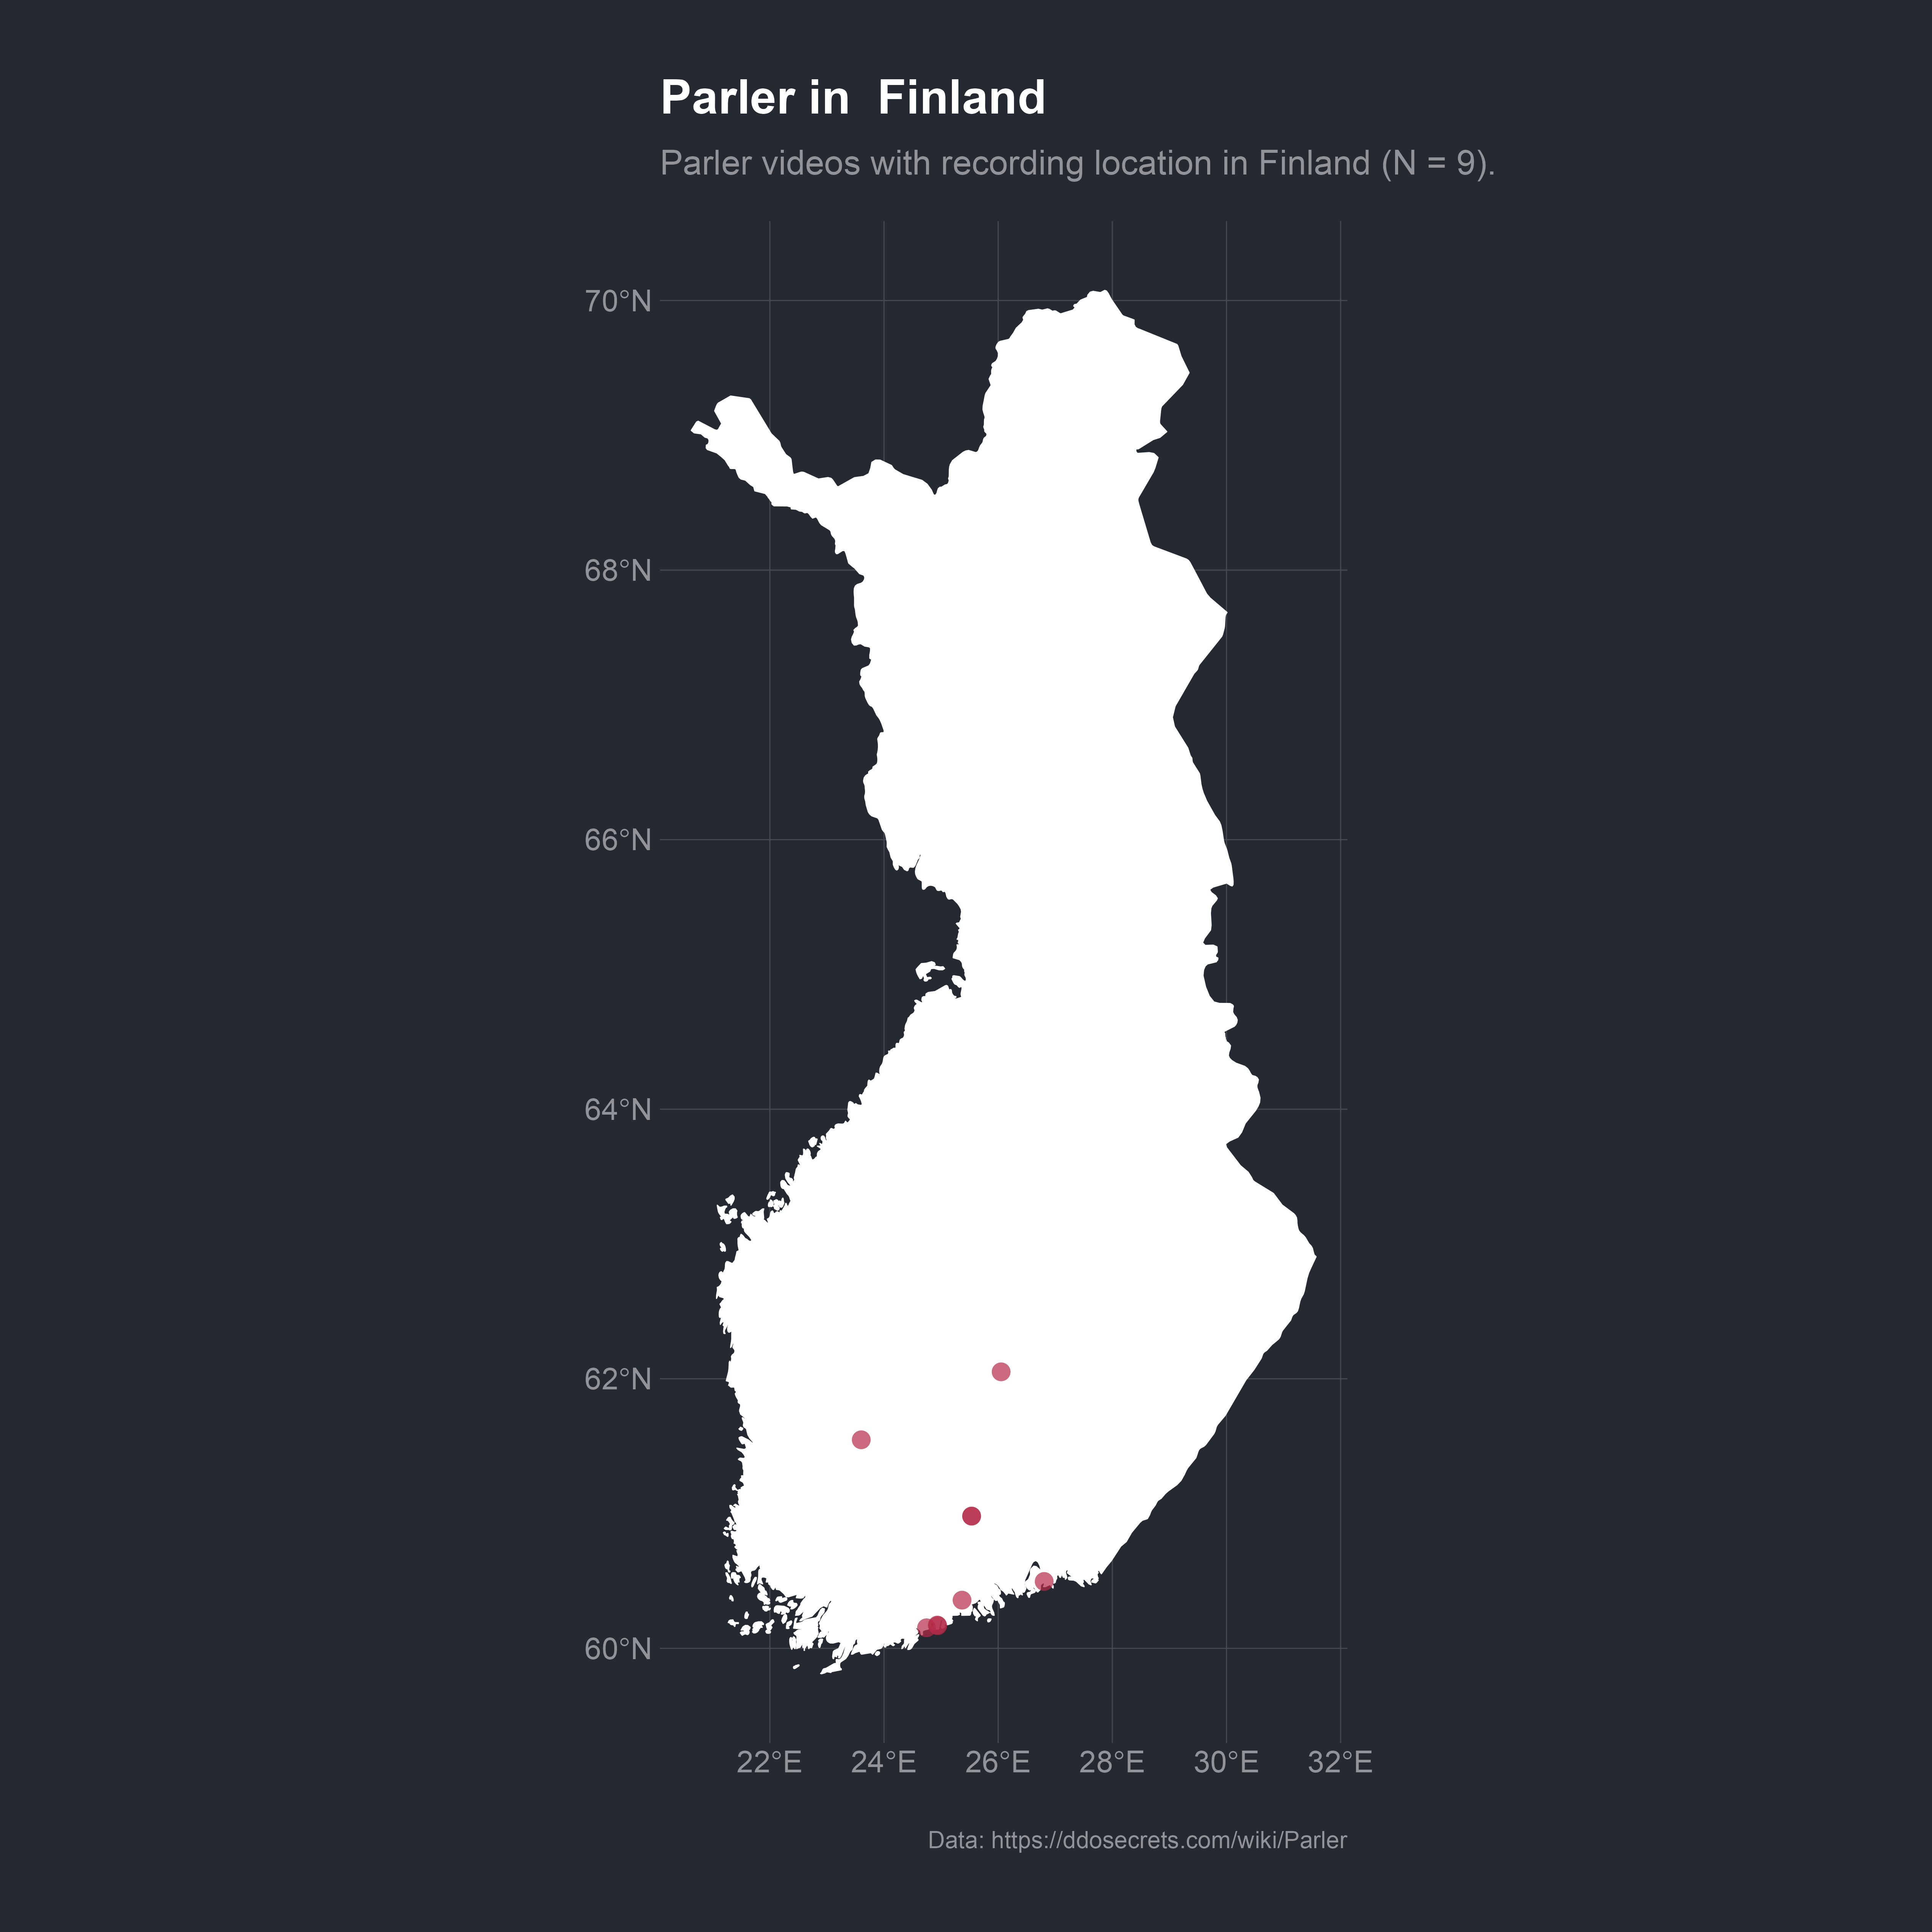 Parler in  Finland
Parler videos with recording location in Finland (N = 9).
70°N
68°N
66°N
64°N
62°N
60°N
22°E 24°E 26°E 28°E 30°E 32°E
Data: https://ddosecrets.com/wiki/Parler